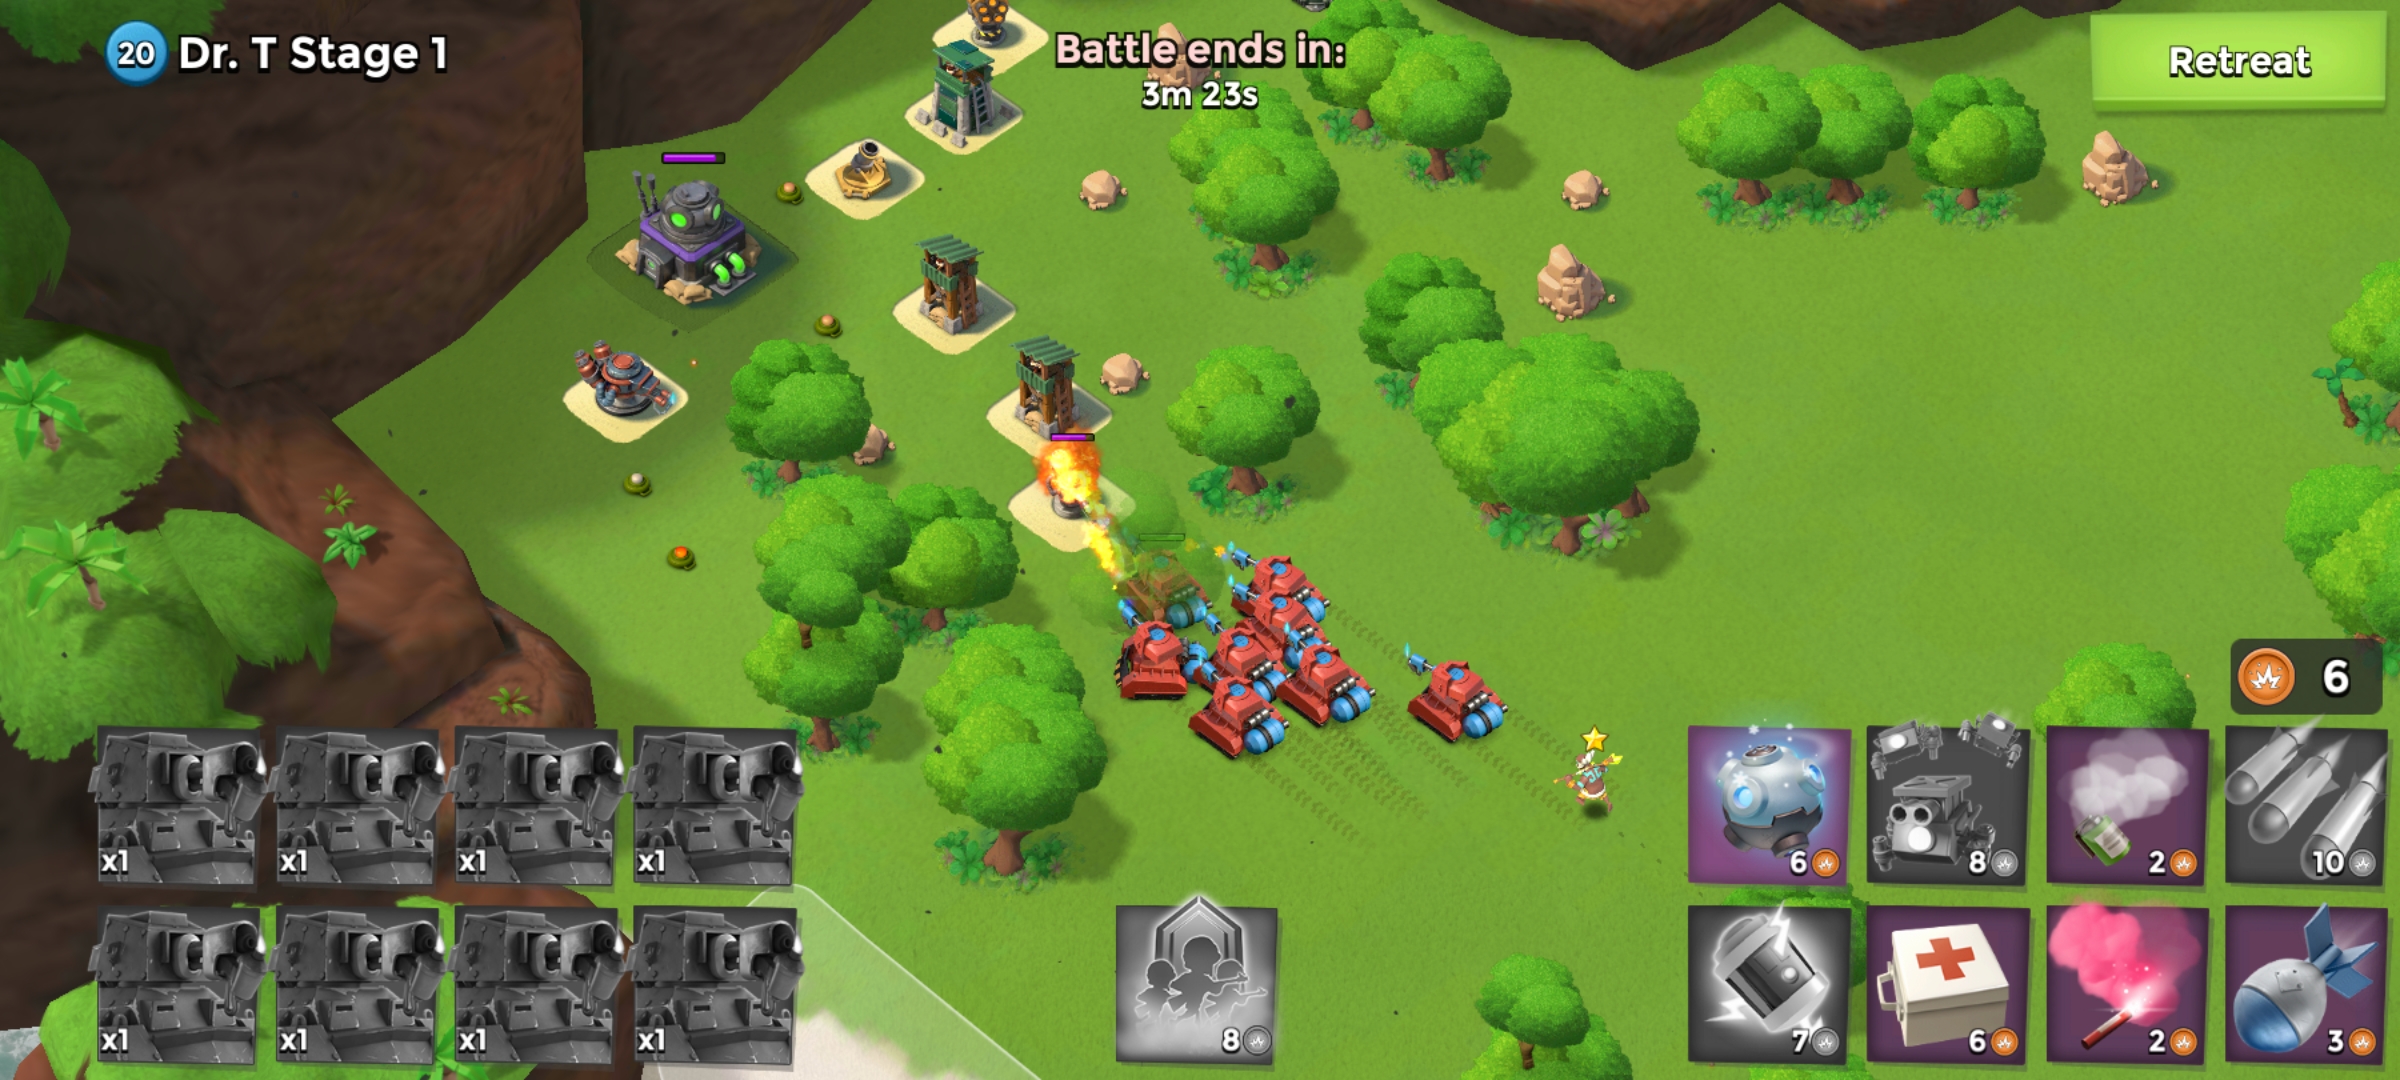 20 Dr. T Stage 1
Battle ends in:
3m 23s
Retreat
6
x1 x1 x1 x1
6 8 2 10
x1 x1 x1 x1
8
7 6 2 3